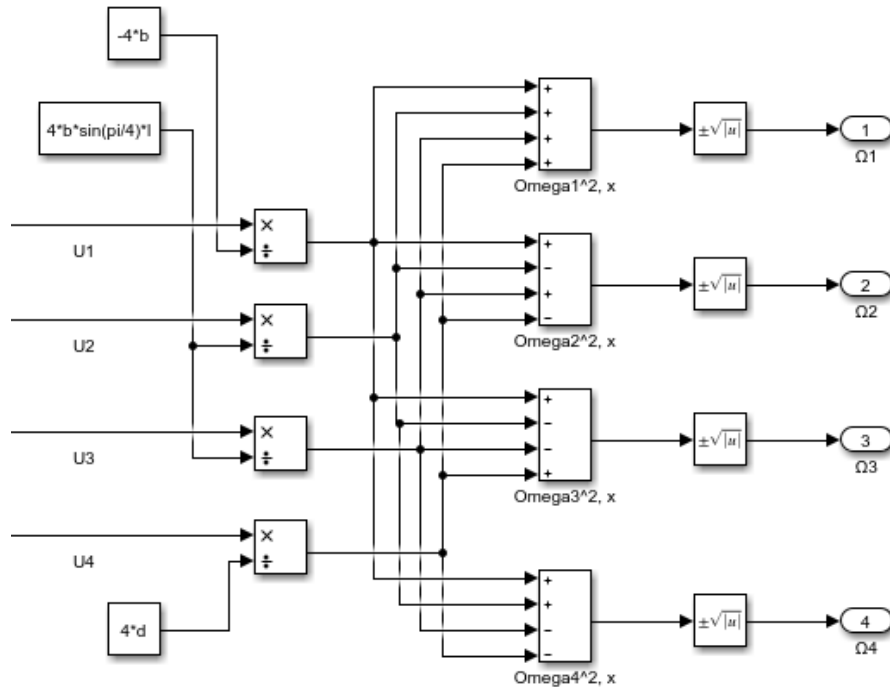 -4*b
4*b*sin(pi/4)*l
U1
×
÷
U2
×
÷
U3
×
÷
U4
×
÷
4*d
+
+
+
+
Omega1^2, x
±√|u|
1
Ω1
+
−
+
−
Omega2^2, x
±√|u|
2
Ω2
+
−
−
+
Omega3^2, x
±√|u|
3
Ω3
+
+
−
−
Omega4^2, x
±√|u|
4
Ω4